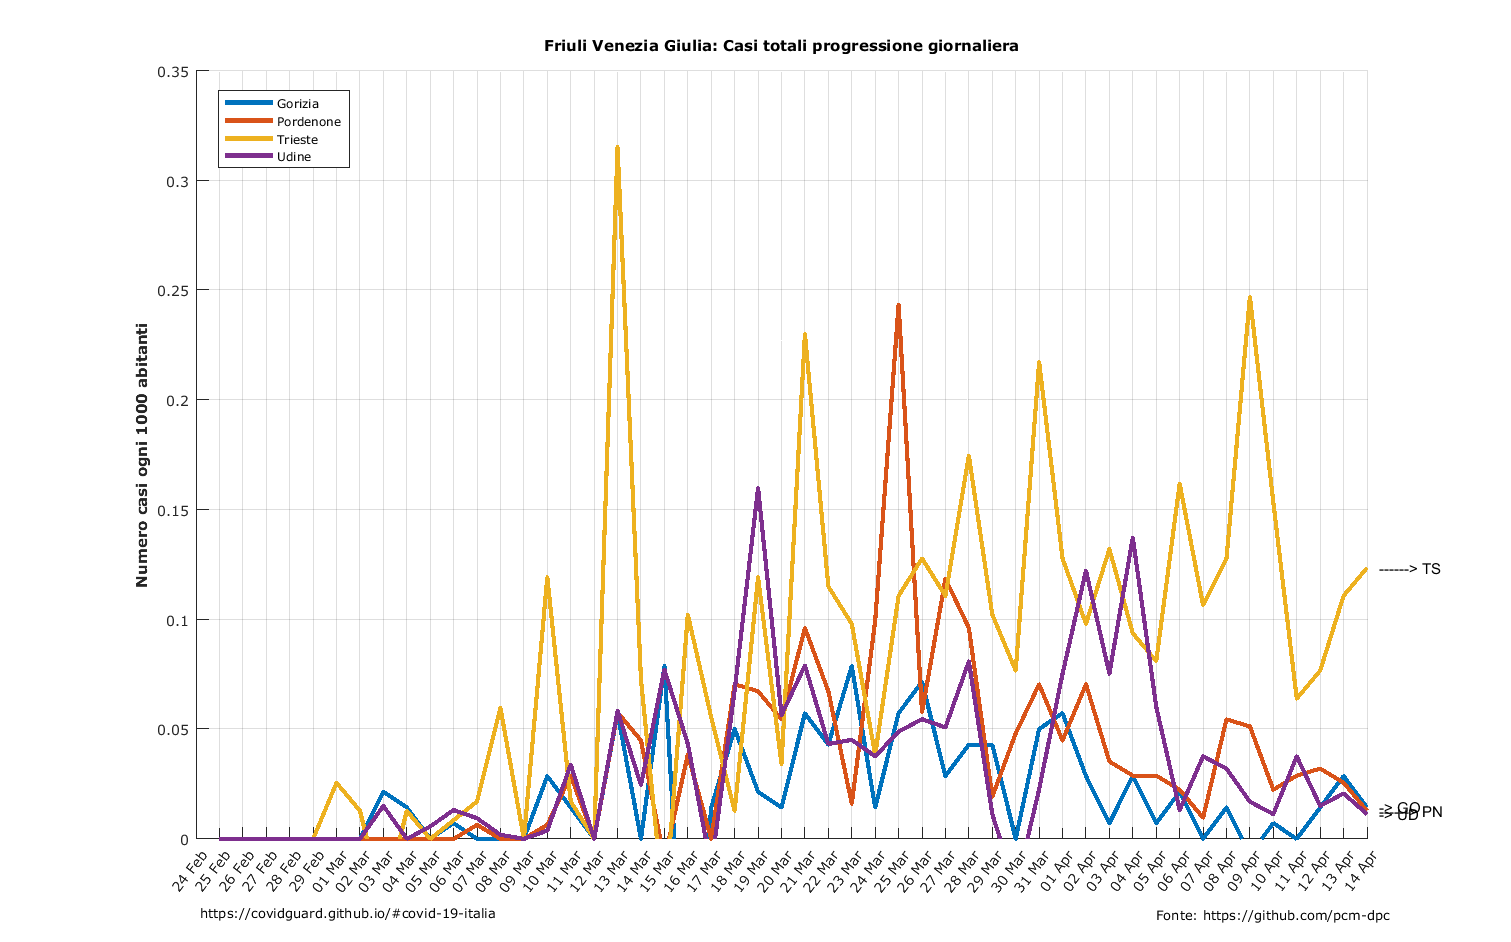 Friuli Venezia Giulia: Casi totali progressione giornaliera
0.35
0.3
0.25
0.2
0.15
0.1
0.05
0
Numero casi ogni 1000 abitanti
Gorizia
Pordenone
Trieste
Udine
------> TS
-> GO
-----> PN
--> UD
24 Feb
25 Feb
26 Feb
27 Feb
28 Feb
29 Feb
01 Mar
02 Mar
03 Mar
04 Mar
05 Mar
06 Mar
07 Mar
08 Mar
09 Mar
10 Mar
11 Mar
12 Mar
13 Mar
14 Mar
15 Mar
16 Mar
17 Mar
18 Mar
19 Mar
20 Mar
21 Mar
22 Mar
23 Mar
24 Mar
25 Mar
26 Mar
27 Mar
28 Mar
29 Mar
30 Mar
31 Mar
01 Apr
02 Apr
03 Apr
04 Apr
05 Apr
06 Apr
07 Apr
08 Apr
09 Apr
10 Apr
11 Apr
12 Apr
13 Apr
14 Apr
https://covidguard.github.io/#covid-19-italia
Fonte: https://github.com/pcm-dpc